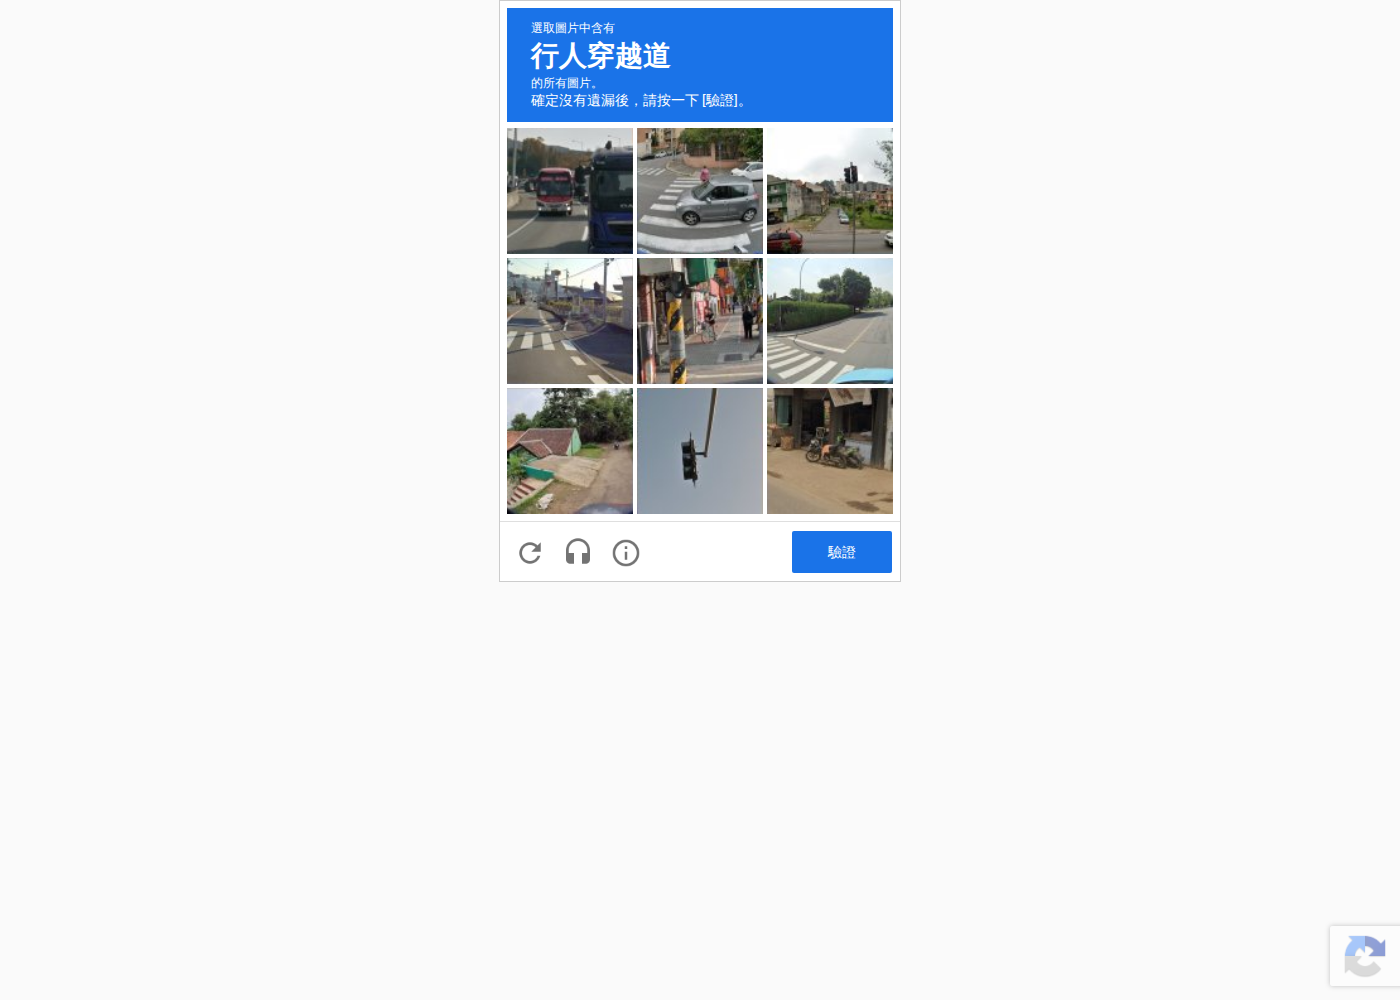 選取圖片中含有
行人穿越道
的所有圖片。
確定沒有遺漏後，請按一下 [驗證]。
驗證